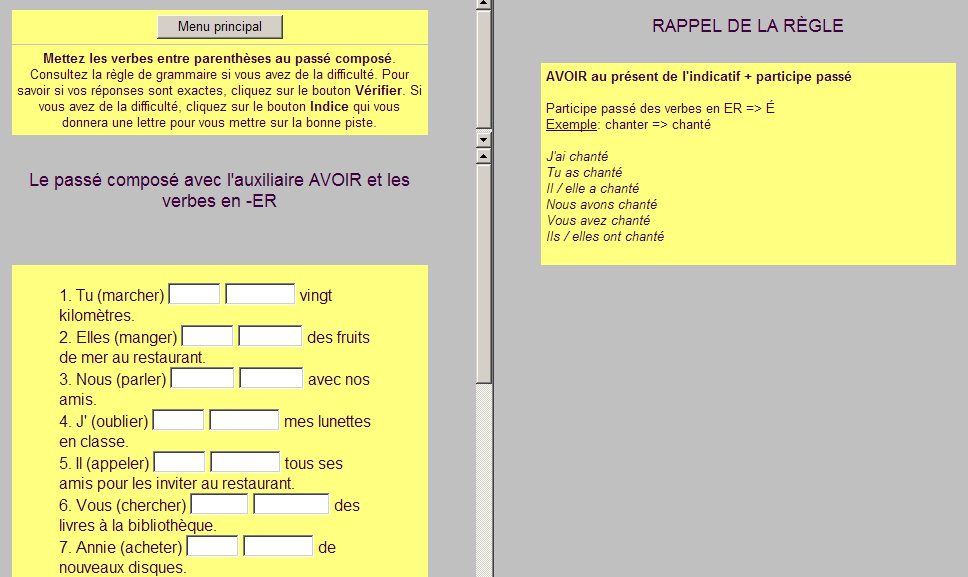 Menu principal
Mettez les verbes entre parenthèses au passé composé.
Consultez la règle de grammaire si vous avez de la difficulté. Pour
savoir si vos réponses sont exactes, cliquez sur le bouton Vérifier. Si
vous avez de la difficulté, cliquez sur le bouton Indice qui vous
donnera une lettre pour vous mettre sur la bonne piste.
Le passé composé avec l'auxiliaire AVOIR et les
verbes en -ER
1. Tu (marcher) vingt
kilomètres.
2. Elles (manger) des fruits
de mer au restaurant.
3. Nous (parler) avec nos
amis.
4. J' (oublier) mes lunettes
en classe.
5. Il (appeler) tous ses
amis pour les inviter au restaurant.
6. Vous (chercher) des
livres à la bibliothèque.
7. Annie (acheter) de
nouveaux disques.
RAPPEL DE LA RÈGLE
AVOIR au présent de l'indicatif + participe passé
Participe passé des verbes en ER => É
Exemple: chanter => chanté
J'ai chanté
Tu as chanté
Il / elle a chanté
Nous avons chanté
Vous avez chanté
Ils / elles ont chanté